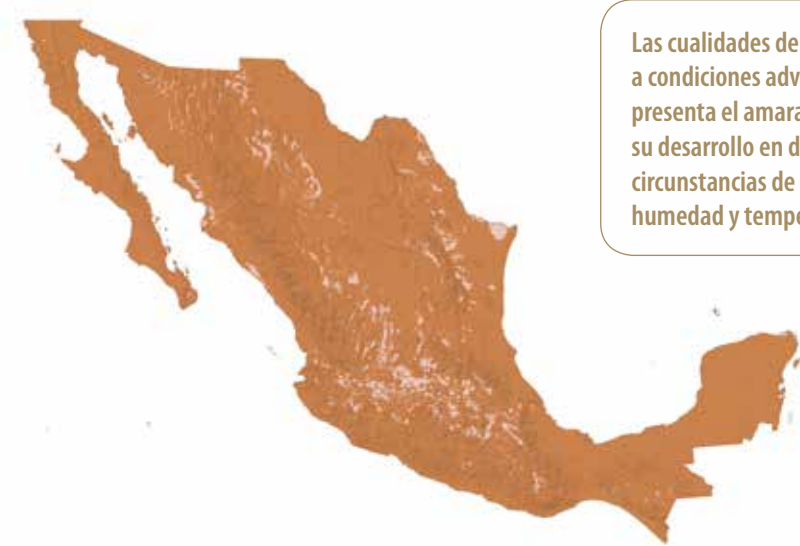 Las cualidades de
a condiciones adv
presenta el amara
su desarrollo en d
circunstancias de
humedad y tempe